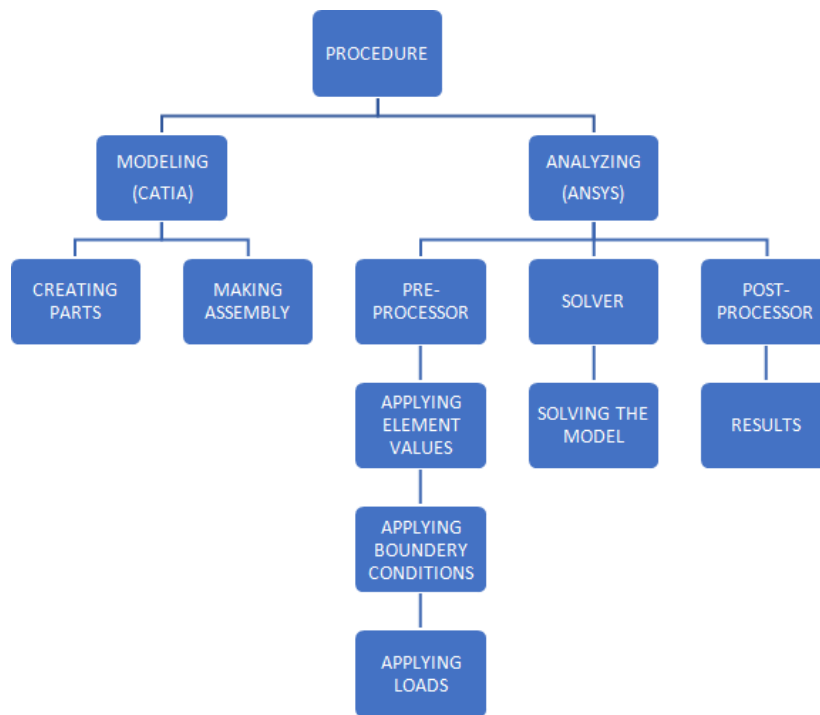 PROCEDURE
MODELING
(CATIA)
ANALYZING
(ANSYS)
CREATING
PARTS
MAKING
ASSEMBLY
PRE-
PROCESSOR
SOLVER
POST-
PROCESSOR
APPLYING
ELEMENT
VALUES
SOLVING THE
MODEL
RESULTS
APPLYING
BOUNDERY
CONDITIONS
APPLYING
LOADS